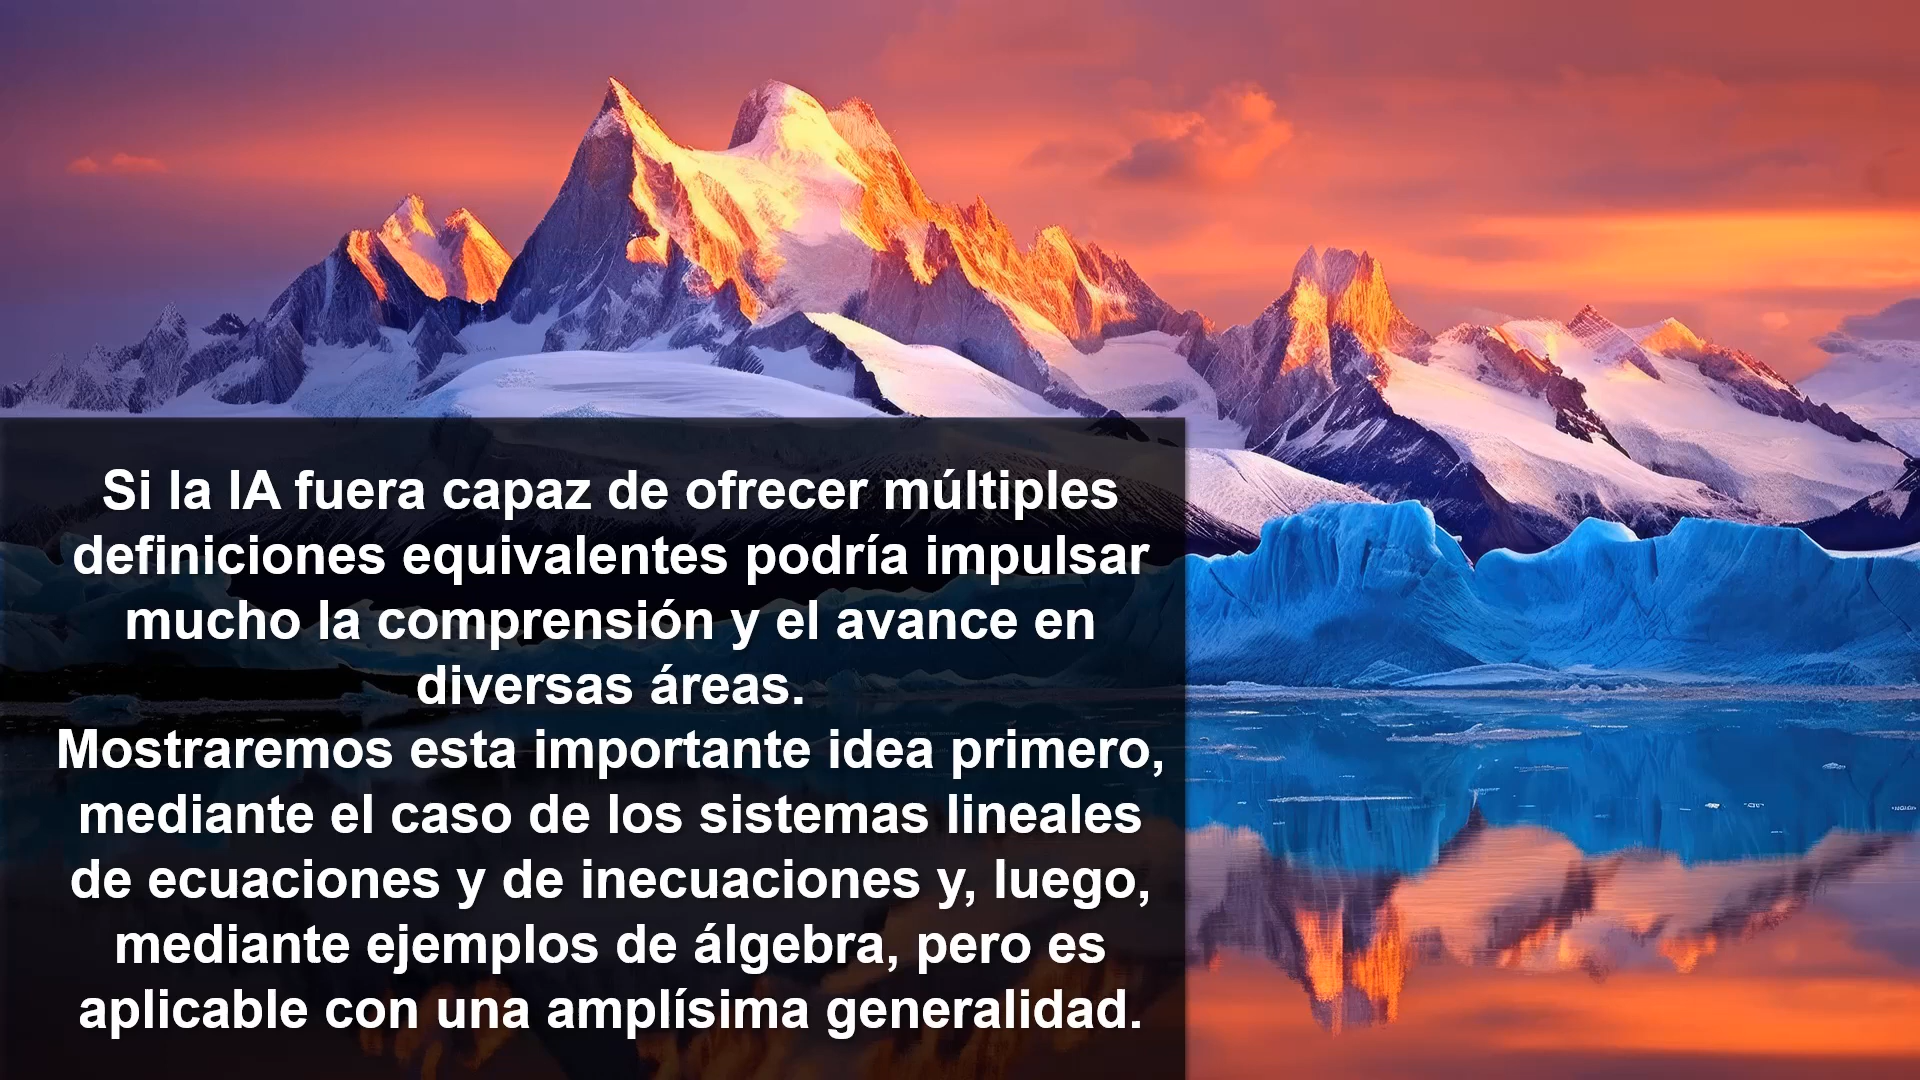 Si la IA fuera capaz de ofrecer múltiples
definiciones equivalentes podría impulsar
mucho la comprensión y el avance en
diversas áreas.
Mostraremos esta importante idea primero,
mediante el caso de los sistemas lineales
de ecuaciones y de inecuaciones y, luego,
mediante ejemplos de álgebra, pero es
aplicable con una amplísima generalidad.